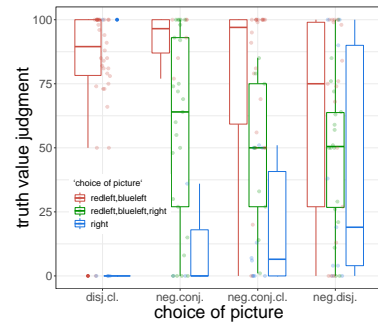 100
75
50
25
0
truth value judgment
'choice of picture'
redleft,blueleft
redleft,blueleft,right
right
disj.cl.
neg.conj.
neg.conj.cl.
neg.disj.
choice of picture